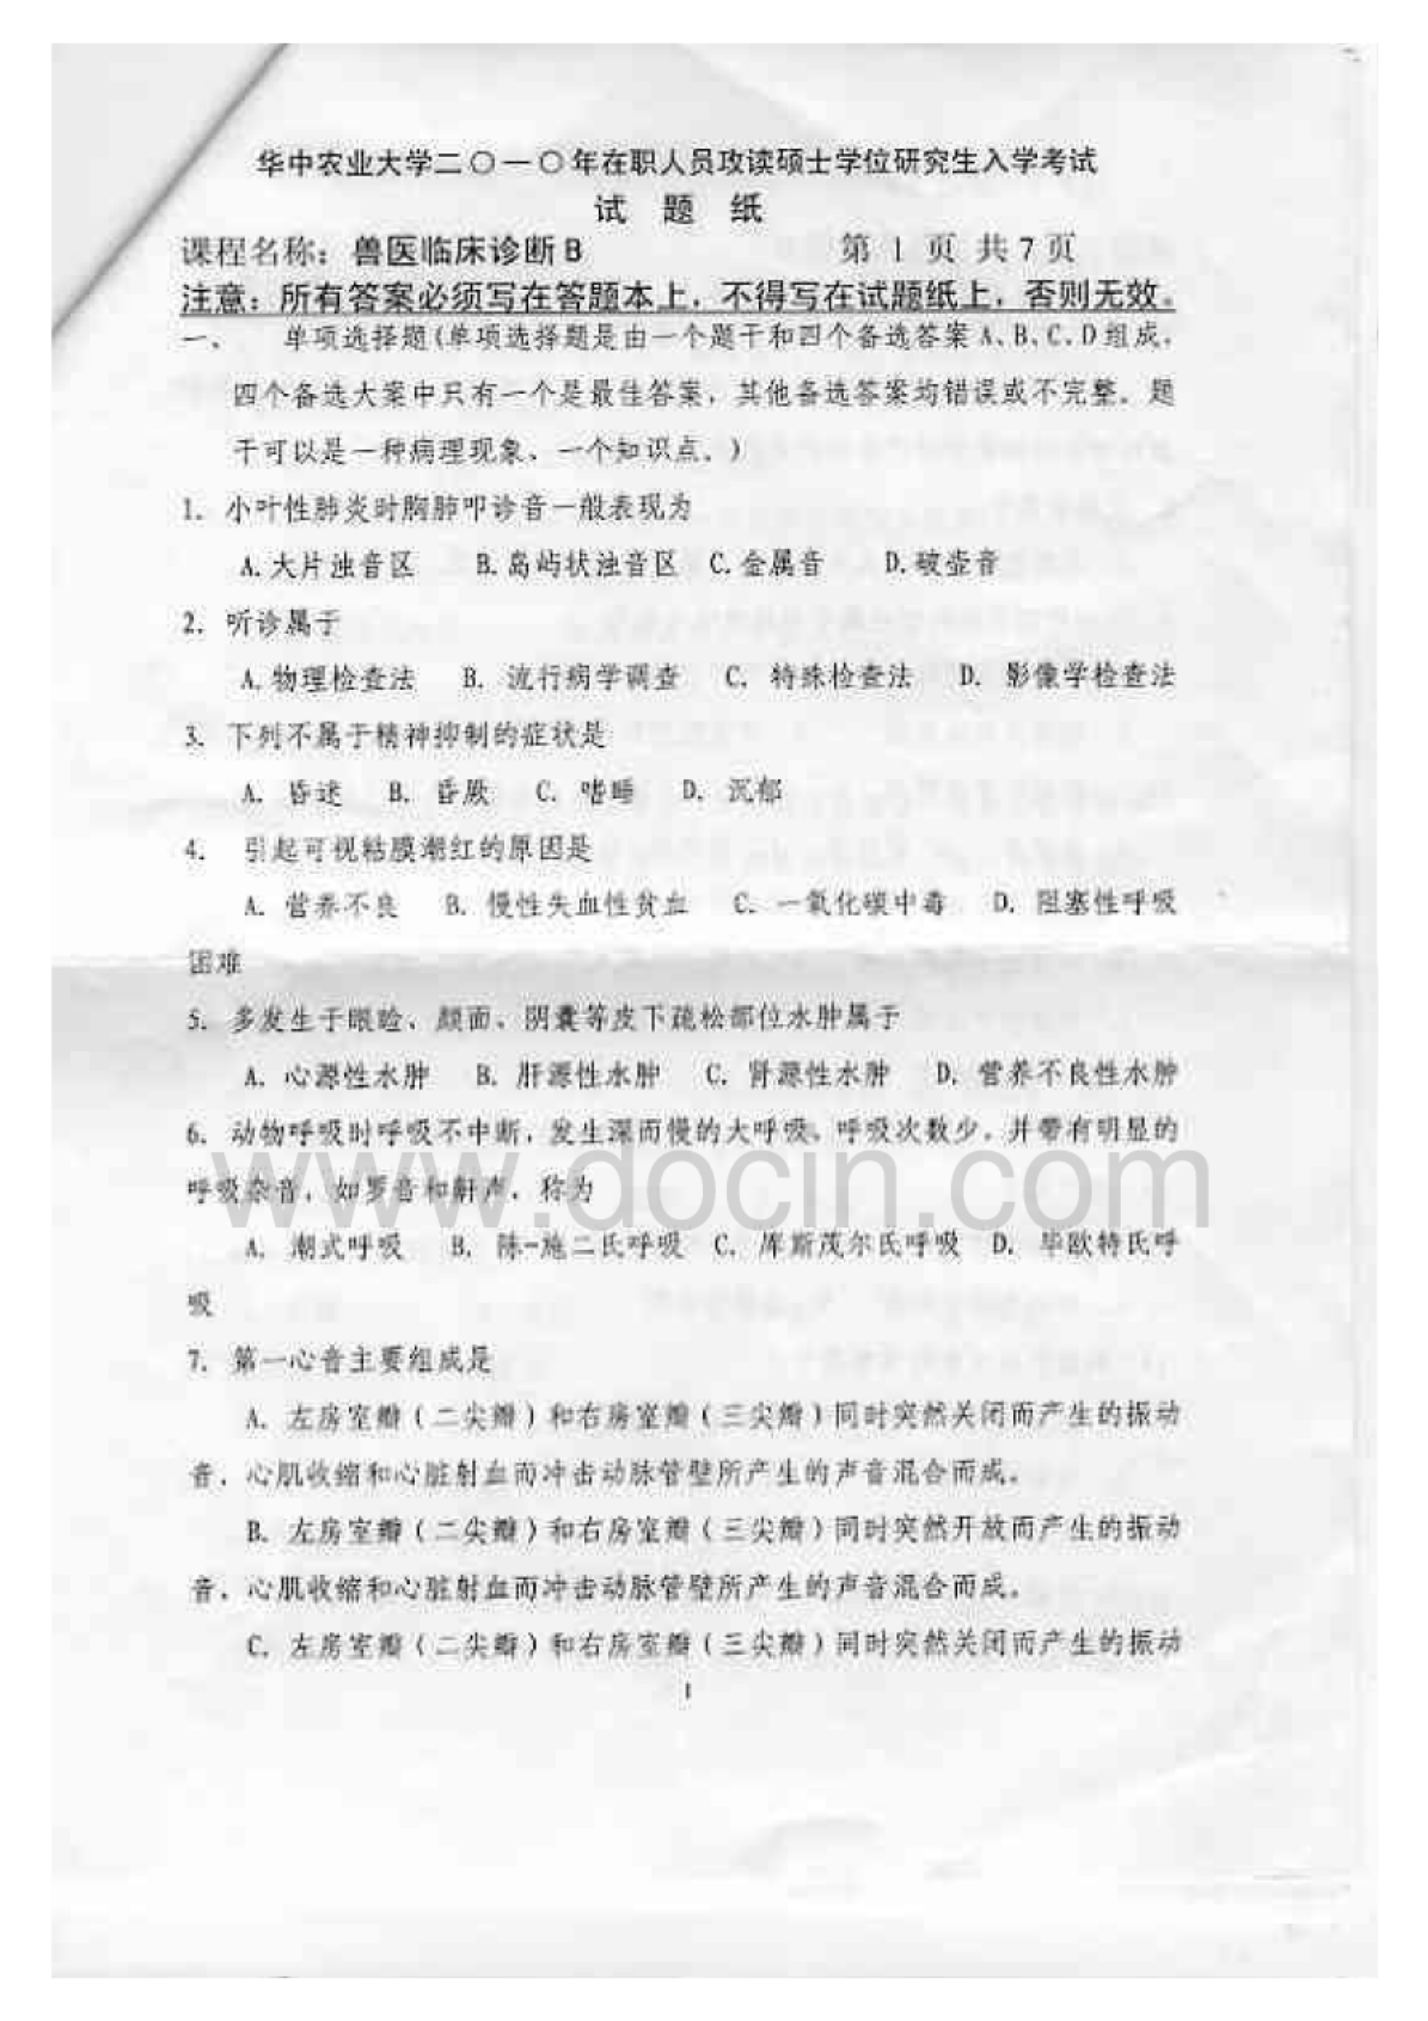 华中农业大学二〇一〇年在职人员攻读硕士学位研究生入学考试
试 题 纸
课程名称：兽医临床诊断B 第 1 页 共 7 页
注意：所有答案必须写在答题本上，不得写在试题纸上，否则无效。
一、 单项选择题(单项选择题是由一个题干和四个备选答案 A、B、C、D 组成，
四个备选大案中只有一个是最佳答案，其他备选答案均错误或不完整。题
干可以是一种病理现象、一个知识点。)
1. 小叶性肺炎时胸肺叩诊音一般表现为
A.大片浊音区 B.岛屿状浊音区 C.金属音 D.破壶音
2. 听诊属于
A.物理检查法 B. 流行病学调查 C. 特殊检查法 D. 影像学检查法
3. 下列不属于精神抑制的症状是
A. 昏迷 B. 昏厥 C. 嗜睡 D. 沉郁
4. 引起可视粘膜潮红的原因是
A. 营养不良 B. 慢性失血性贫血 C. 一氧化碳中毒 D. 阻塞性呼吸
困难
5. 多发生于眼睑、颜面、阴囊等皮下疏松部位水肿属于
A. 心源性水肿 B. 肝源性水肿 C. 肾源性水肿 D. 营养不良性水肿
6. 动物呼吸时呼吸不中断，发生深而慢的大呼吸，呼吸次数少，并带有明显的
呼吸杂音，如罗音和鼾声，称为
A. 潮式呼吸 B. 陈-施二氏呼吸 C. 库斯茂尔氏呼吸 D. 毕欧特氏呼
吸
7. 第一心音主要组成是
A. 左房室瓣(二尖瓣)和右房室瓣(三尖瓣)同时突然关闭而产生的振动
音，心肌收缩和心脏射血而冲击动脉管壁所产生的声音混合而成。
B. 左房室瓣(二尖瓣)和右房室瓣(三尖瓣)同时突然开放而产生的振动
音，心肌收缩和心脏射血而冲击动脉管壁所产生的声音混合而成。
C. 左房室瓣(二尖瓣)和右房室瓣(三尖瓣)同时突然关闭而产生的振动
1
www.docin.com